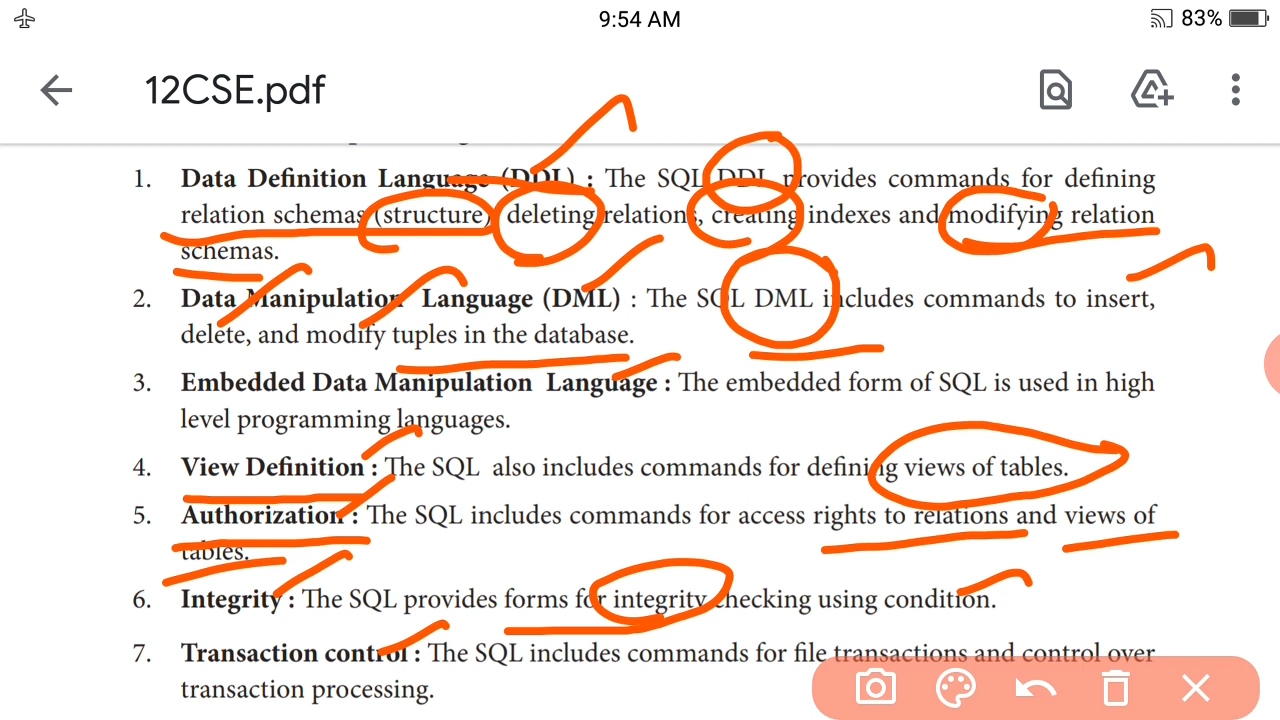 9:54 AM
83%
12CSE.pdf
1. Data Definition Language (DDL) : The SQL DDL provides commands for defining
relation schemas (structure), deleting relations, creating indexes and modifying relation
schemas.
2. Data Manipulation Language (DML) : The SQL DML includes commands to insert,
delete, and modify tuples in the database.
3. Embedded Data Manipulation Language : The embedded form of SQL is used in high
level programming languages.
4. View Definition : The SQL also includes commands for defining views of tables.
5. Authorization : The SQL includes commands for access rights to relations and views of
tables.
6. Integrity : The SQL provides forms for integrity checking using condition.
7. Transaction control : The SQL includes commands for file transactions and control over
transaction processing.